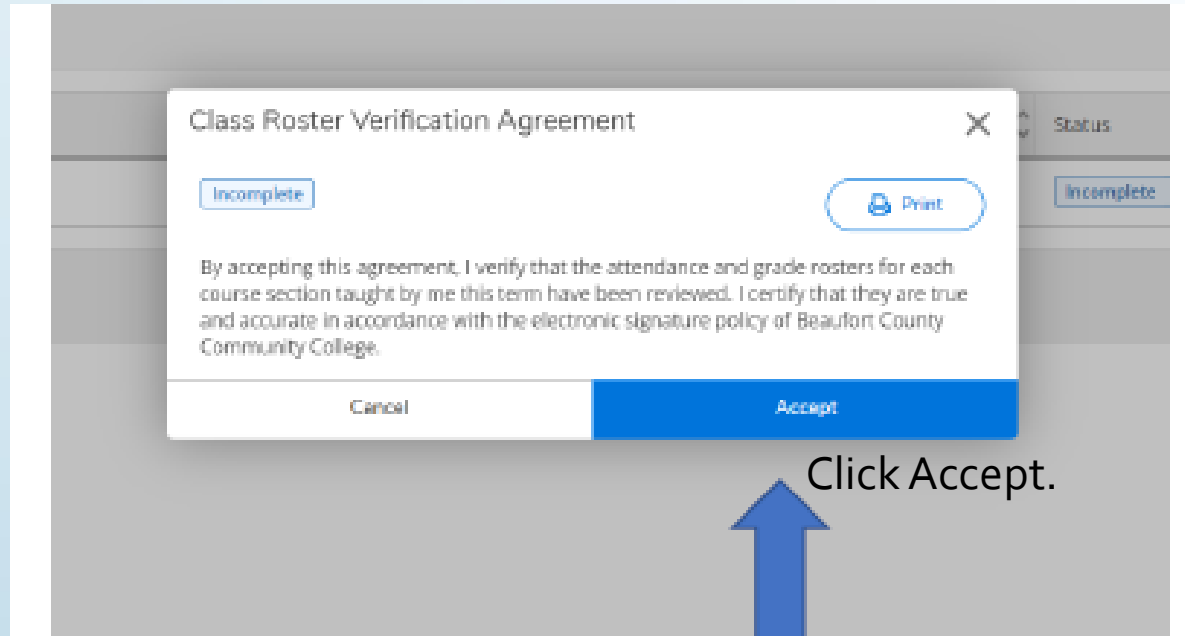 Class Roster Verification Agreement
Status
Incomplete
Print
Incomplete
By accepting this agreement, I verify that the attendance and grade rosters for each
course section taught by me this term have been reviewed. I certify that they are true
and accurate in accordance with the electronic signature policy of Beaufort County
Community College.
Cancel
Accept
Click Accept.